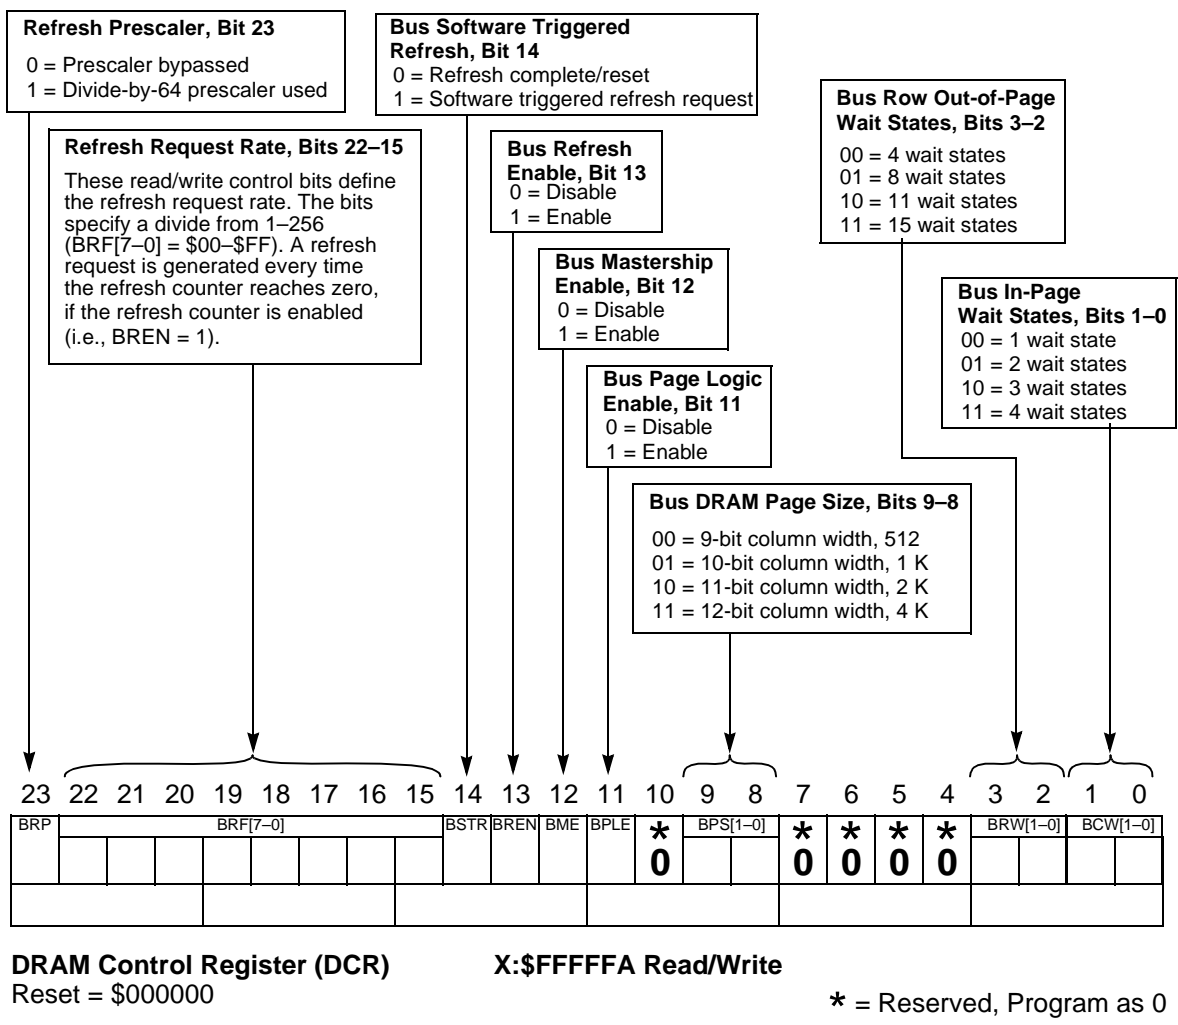 Refresh Prescaler, Bit 23
0 = Prescaler bypassed
1 = Divide-by-64 prescaler used
Bus Software Triggered
Refresh, Bit 14
0 = Refresh complete/reset
1 = Software triggered refresh request
Refresh Request Rate, Bits 22–15
These read/write control bits define
the refresh request rate. The bits
specify a divide from 1–256
(BRF[7–0] = $00–$FF). A refresh
request is generated every time
the refresh counter reaches zero,
if the refresh counter is enabled
(i.e., BREN = 1).
Bus Refresh
Enable, Bit 13
0 = Disable
1 = Enable
Bus Mastership
Enable, Bit 12
0 = Disable
1 = Enable
Bus Page Logic
Enable, Bit 11
0 = Disable
1 = Enable
Bus DRAM Page Size, Bits 9–8
00 = 9-bit column width, 512
01 = 10-bit column width, 1 K
10 = 11-bit column width, 2 K
11 = 12-bit column width, 4 K
Bus Row Out-of-Page
Wait States, Bits 3–2
00 = 4 wait states
01 = 8 wait states
10 = 11 wait states
11 = 15 wait states
Bus In-Page
Wait States, Bits 1–0
00 = 1 wait state
01 = 2 wait states
10 = 3 wait states
11 = 4 wait states
23 22 21 20 19 18 17 16 15 14 13 12 11 10 9 8 7 6 5 4 3 2 1 0
BRP BRF[7–0] BSTR BREN BME BPLE * BPS[1–0] * * * * BRW[1–0] BCW[1–0]
0 0 0 0 0
DRAM Control Register (DCR) X:$FFFFFA Read/Write
Reset = $000000
* = Reserved, Program as 0